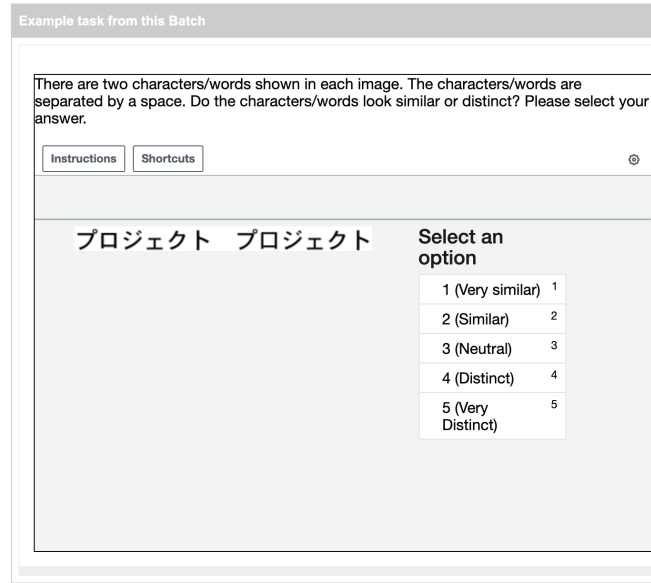 Example task from this Batch
There are two characters/words shown in each image. The characters/words are
separated by a space. Do the characters/words look similar or distinct? Please select your
answer.
Instructions Shortcuts
プロジェクト プロジェクト
Select an
option
1 (Very similar) 1
2 (Similar) 2
3 (Neutral) 3
4 (Distinct) 4
5 (Very 5
Distinct)